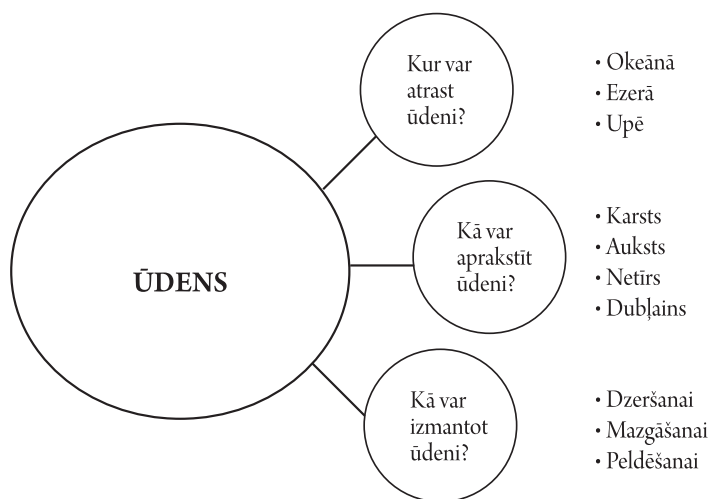 Kur var
atrast
ūdeni?
• Okeānā
• Ezerā
• Upē
ŪDENS
Kā var
aprakstīt
ūdeni?
• Karsts
• Auksts
• Netīrs
• Dubļains
Kā var
izmantot
ūdeni?
• Dzeršanai
• Mazgāšanai
• Peldēšanai